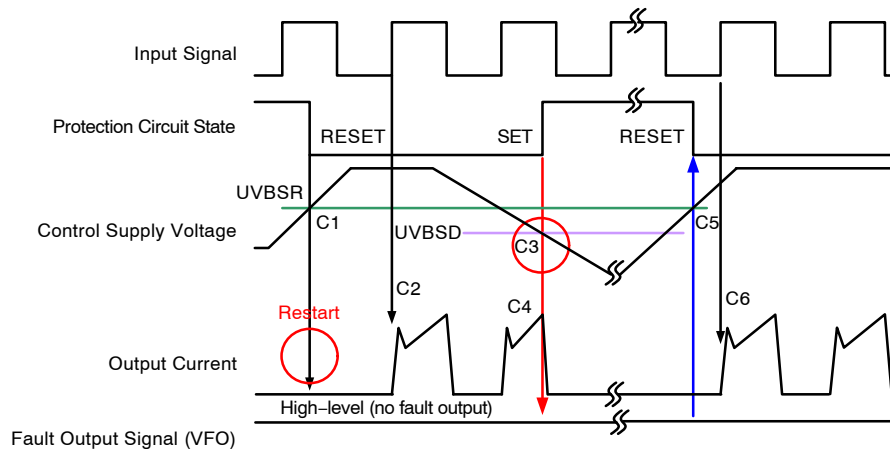 Input Signal
Protection Circuit State
RESET
SET
RESET
UVBSR
C1
C5
Control Supply Voltage
UVBSD
C3
C2
C6
Restart
C4
Output Current
High−level (no fault output)
Fault Output Signal (VFO)